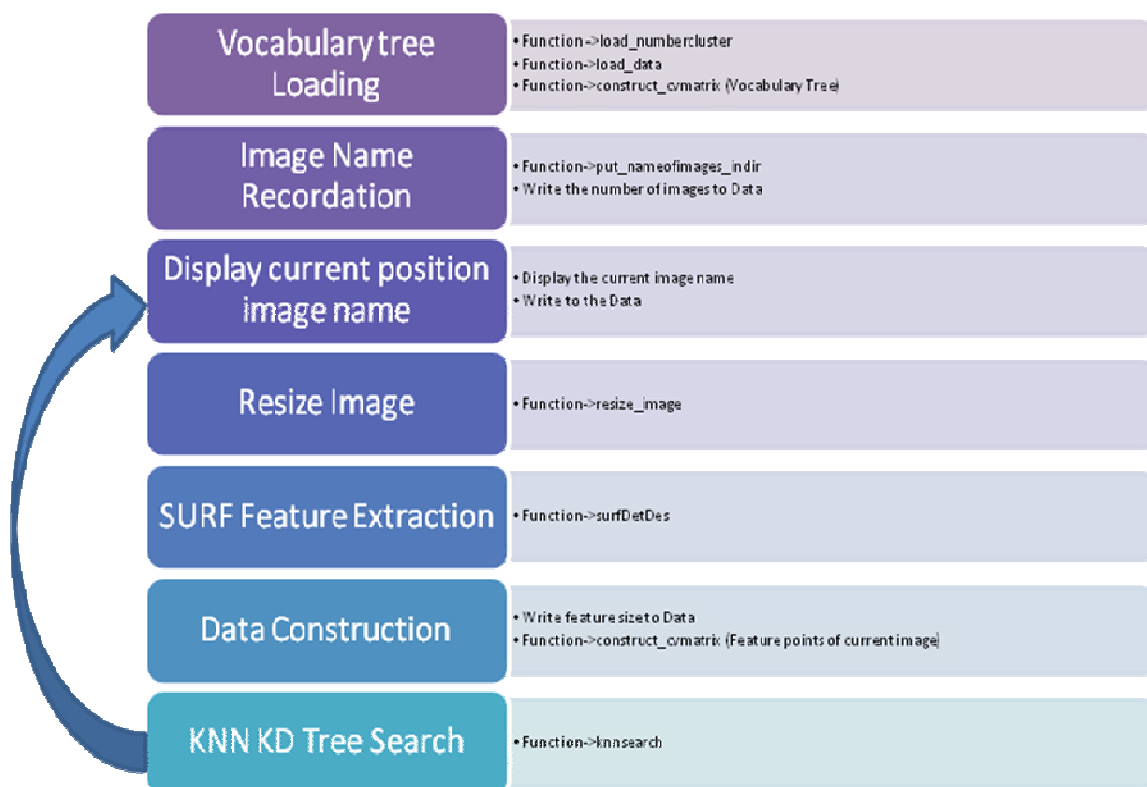 Vocabulary tree
Loading
• Function->load_numbercluster
• Function->load_data
• Function->construct_cvmatrix (Vocabulary Tree)
Image Name
Recordation
• Function->put_nameofimages_indir
• Write the number of images to Data
Display current position
image name
• Display the current image name
• Write to the Data
Resize Image
• Function->resize_image
SURF Feature Extraction
• Function->surfDetDes
Data Construction
• Write feature size to Data
• Function->construct_cvmatrix (Feature points of current image)
KNN KD Tree Search
• Function->knnsearch